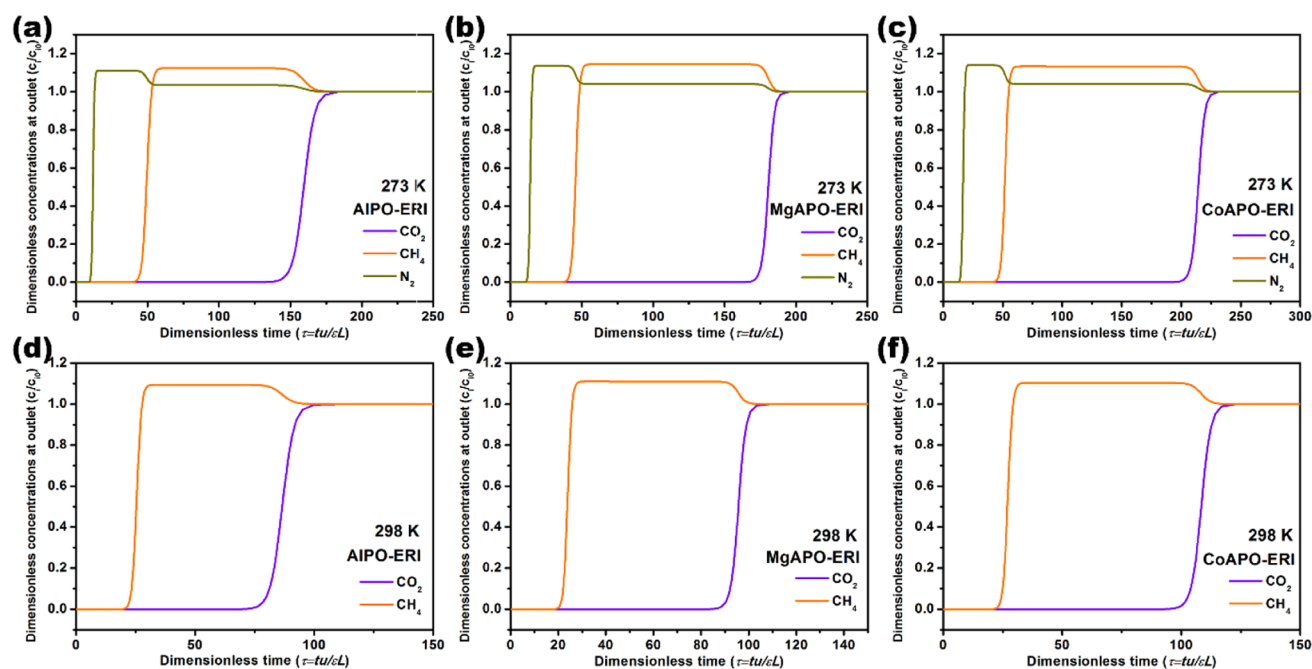 (a)
Dimensionless concentrations at outlet (cᵢ/cᵢ₀)
1.2
1.0
0.8
0.6
0.4
0.2
0.0
273 K
AlPO-ERI
CO₂
CH₄
N₂
0 50 100 150 200 250
Dimensionless time (τ=tu/εL)
(b)
Dimensionless concentrations at outlet (cᵢ/cᵢ₀)
1.2
1.0
0.8
0.6
0.4
0.2
0.0
273 K
MgAPO-ERI
CO₂
CH₄
N₂
0 50 100 150 200 250
Dimensionless time (τ=tu/εL)
(c)
Dimensionless concentrations at outlet (cᵢ/cᵢ₀)
1.2
1.0
0.8
0.6
0.4
0.2
0.0
273 K
CoAPO-ERI
CO₂
CH₄
N₂
0 50 100 150 200 250 300
Dimensionless time (τ=tu/εL)
(d)
Dimensionless concentrations at outlet (cᵢ/cᵢ₀)
1.2
1.0
0.8
0.6
0.4
0.2
0.0
298 K
AlPO-ERI
CO₂
CH₄
0 50 100 150
Dimensionless time (τ=tu/εL)
(e)
Dimensionless concentrations at outlet (cᵢ/cᵢ₀)
1.2
1.0
0.8
0.6
0.4
0.2
0.0
298 K
MgAPO-ERI
CO₂
CH₄
0 20 40 60 80 100 120 140
Dimensionless time (τ=tu/εL)
(f)
Dimensionless concentrations at outlet (cᵢ/cᵢ₀)
1.2
1.0
0.8
0.6
0.4
0.2
0.0
298 K
CoAPO-ERI
CO₂
CH₄
0 50 100 150
Dimensionless time (τ=tu/εL)